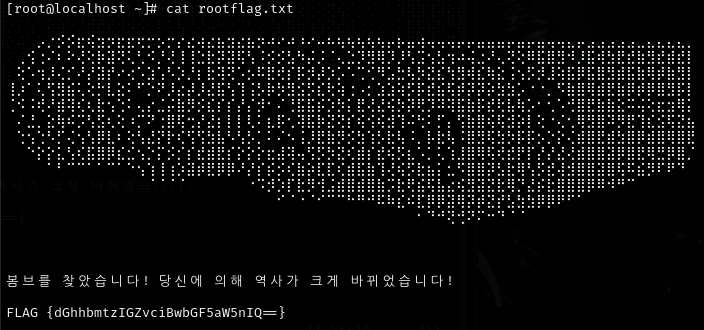 [root@localhost ~]# cat rootflag.txt
봄브를 찾았습니다! 당신에 의해 역사가 크게 바뀌었습니다!
FLAG {dGhhbmtzIGZvciBwbGF5aW5nIQ==}